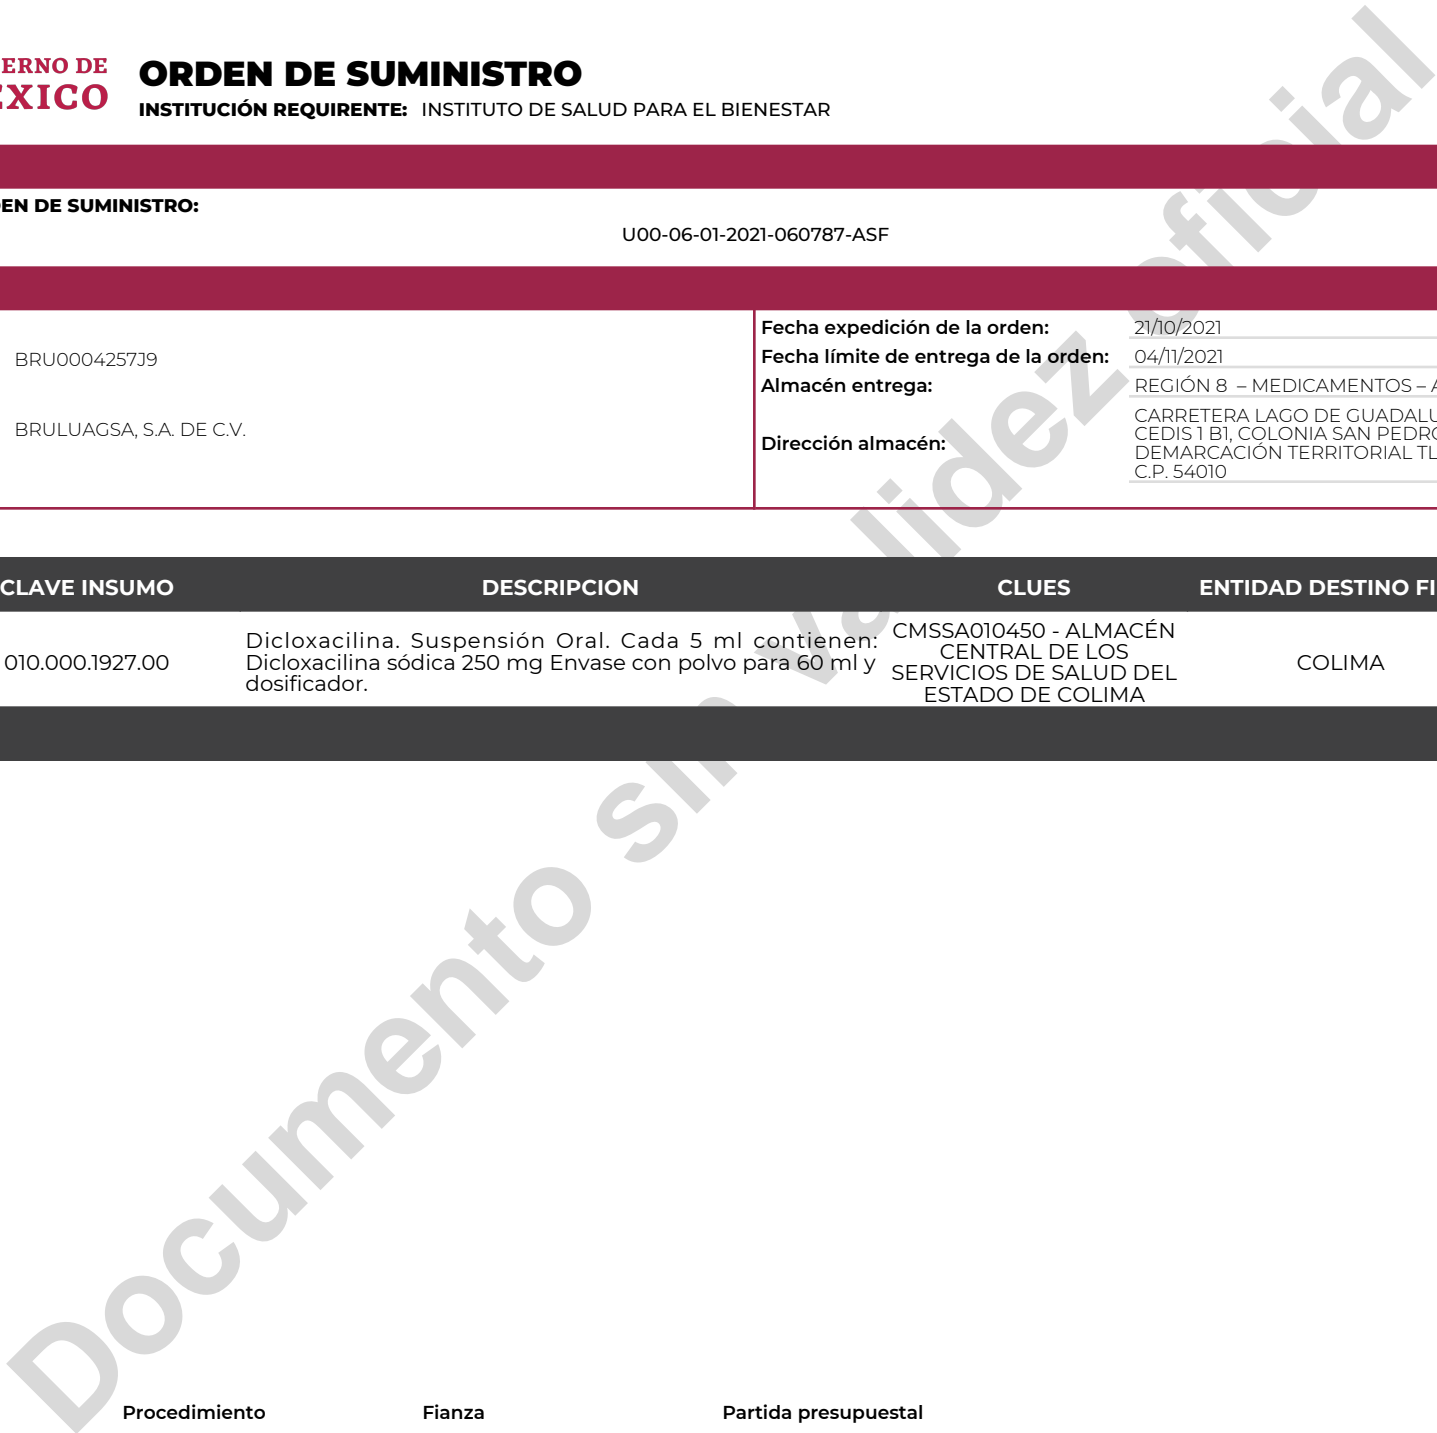 ERNO DE
XICO
ORDEN DE SUMINISTRO
INSTITUCIÓN REQUIRENTE: INSTITUTO DE SALUD PARA EL BIENESTAR
EN DE SUMINISTRO:
U00-06-01-2021-060787-ASF
BRU0004257J9
BRULUAGSA, S.A. DE C.V.
Fecha expedición de la orden: 21/10/2021
Fecha límite de entrega de la orden: 04/11/2021
Almacén entrega: REGIÓN 8 – MEDICAMENTOS – A
Dirección almacén:
CARRETERA LAGO DE GUADALU
CEDIS 1 B1, COLONIA SAN PEDRO
DEMARCACIÓN TERRITORIAL TL
C.P. 54010
CLAVE INSUMO DESCRIPCION CLUES ENTIDAD DESTINO FI
010.000.1927.00
Dicloxacilina. Suspensión Oral. Cada 5 ml contienen:
Dicloxacilina sódica 250 mg Envase con polvo para 60 ml y
dosificador.
CMSSA010450 - ALMACÉN
CENTRAL DE LOS
SERVICIOS DE SALUD DEL
ESTADO DE COLIMA
COLIMA
Documento sin validez oficial
Procedimiento Fianza Partida presupuestal